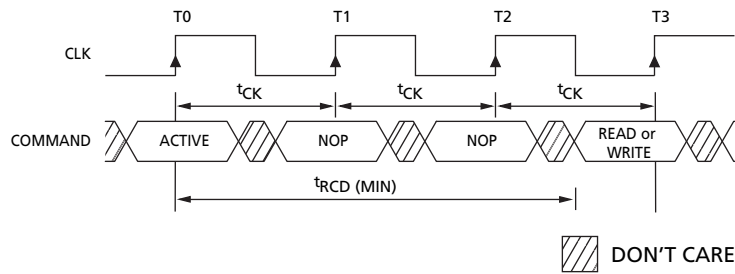 T0 T1 T2 T3
CLK
tCK tCK tCK
COMMAND ACTIVE NOP NOP READ or
WRITE
tRCD (MIN)
DON'T CARE